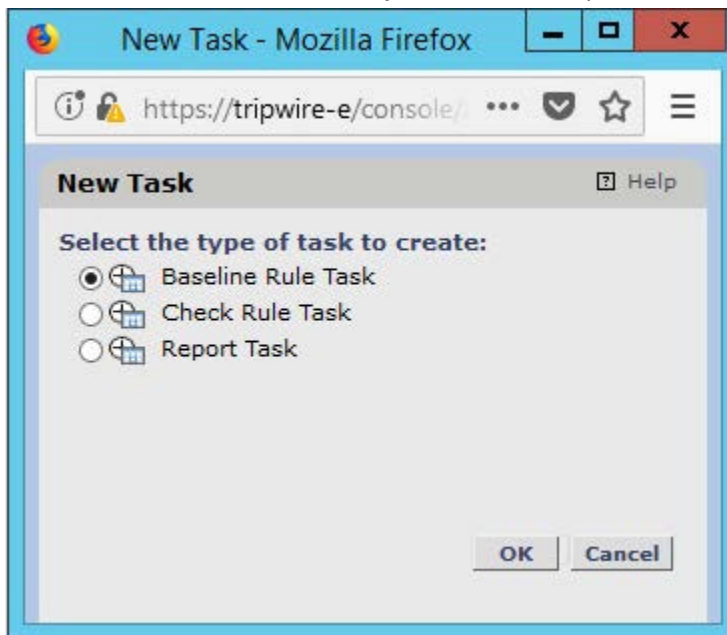 New Task - Mozilla Firefox
https://tripwire-e/console/
New Task
? Help
Select the type of task to create:
Baseline Rule Task
Check Rule Task
Report Task
OK Cancel